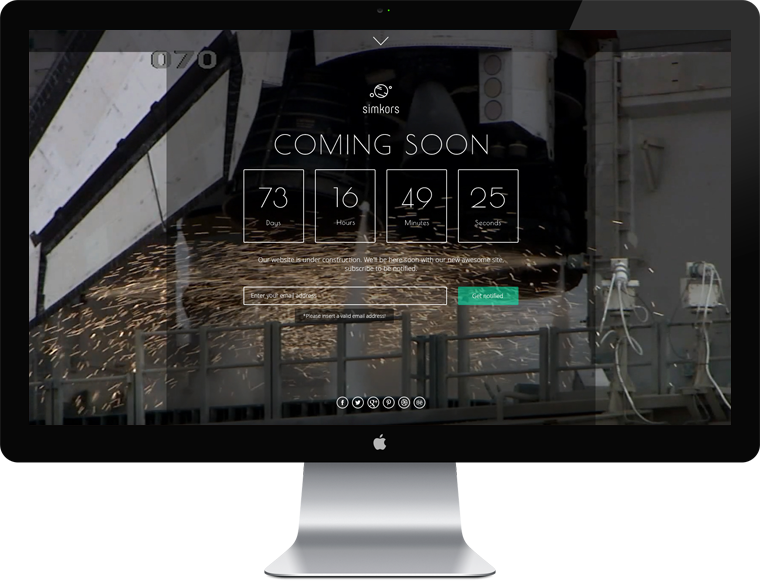 070
simkors
COMING SOON
73 16 49 25
Days Hours Minutes Seconds
Our website is under construction. We'll be here soon with our new awesome site,
subscribe to be notified.
Enter your email address
Get notified
*Please insert a valid email address!